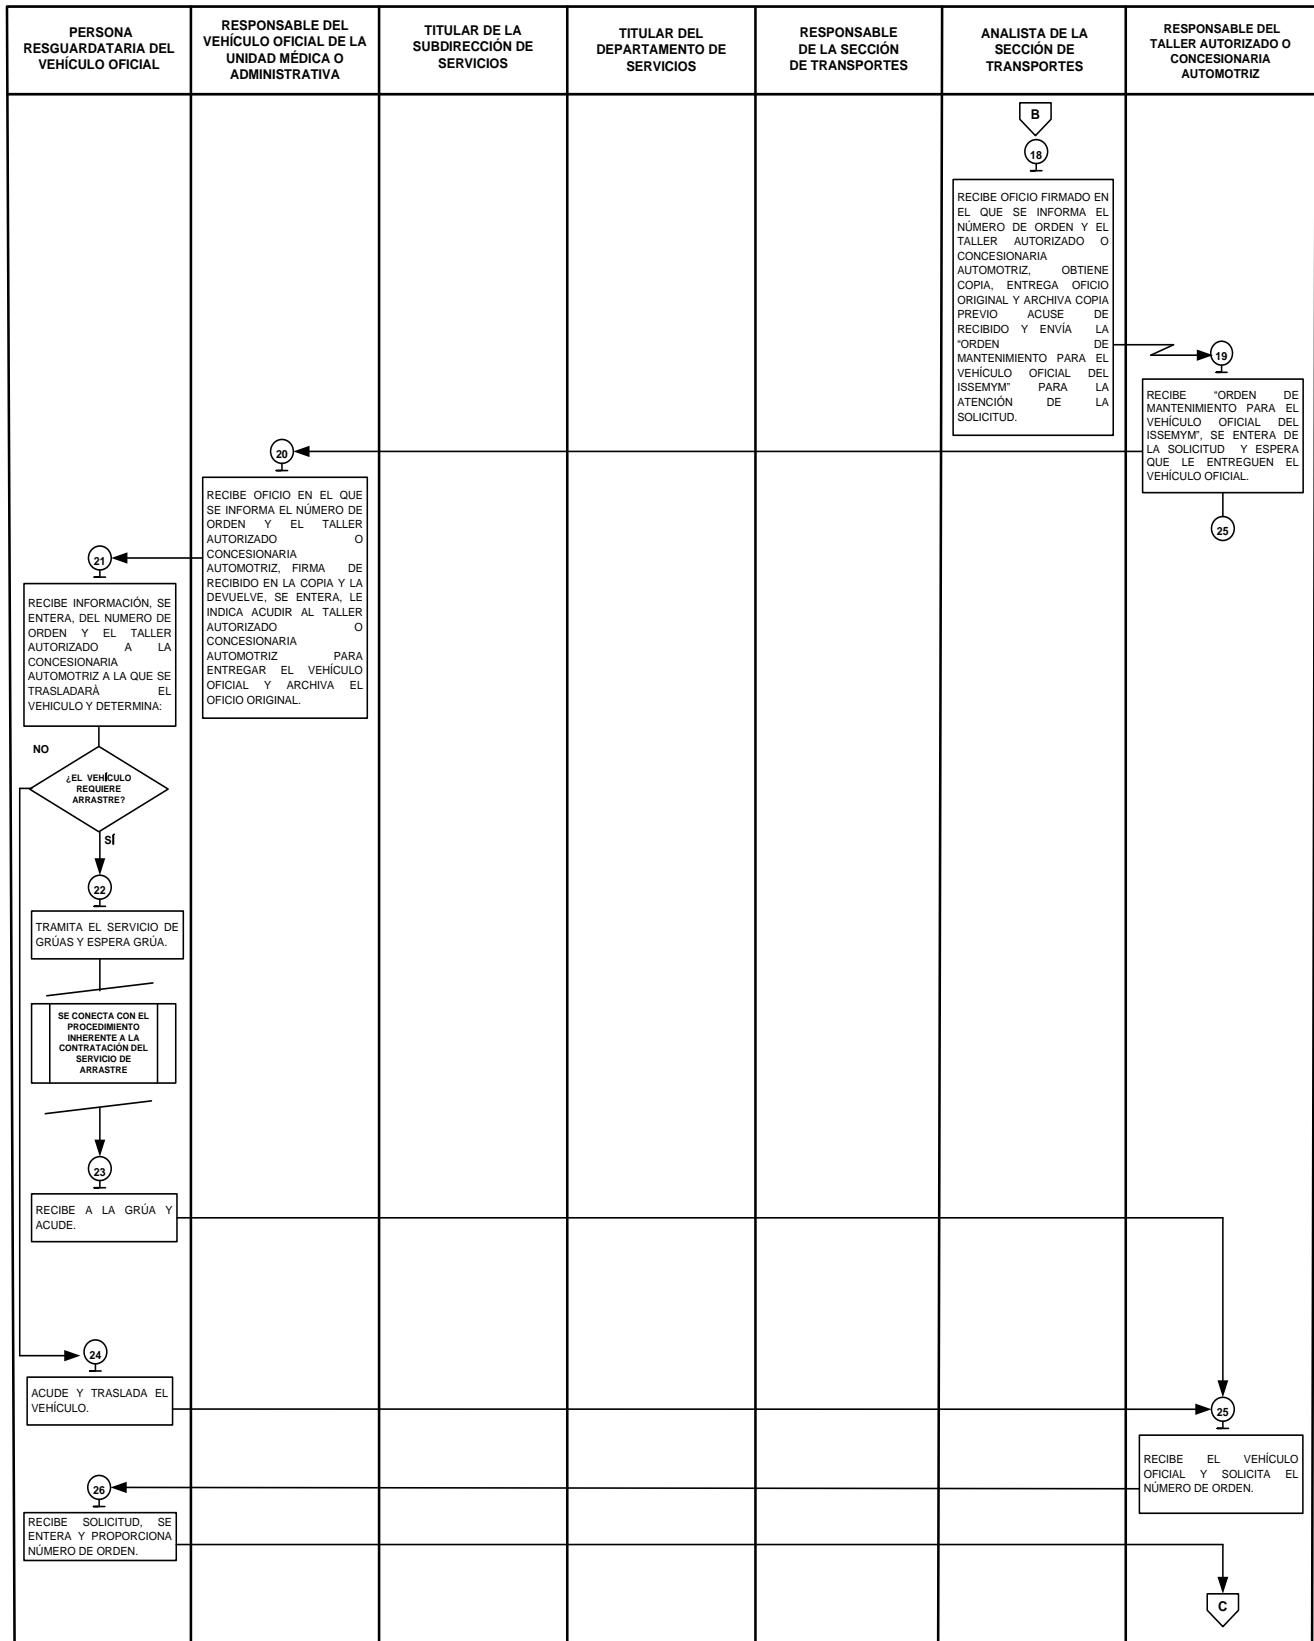 PERSONA
RESGUARDATARIA DEL
VEHÍCULO OFICIAL
RESPONSABLE DEL
VEHÍCULO OFICIAL DE LA
UNIDAD MÉDICA O
ADMINISTRATIVA
TITULAR DE LA
SUBDIRECCIÓN DE
SERVICIOS
TITULAR DEL
DEPARTAMENTO DE
SERVICIOS
RESPONSABLE
DE LA SECCIÓN
DE TRANSPORTES
ANALISTA DE LA
SECCIÓN DE
TRANSPORTES
RESPONSABLE DEL
TALLER AUTORIZADO O
CONCESIONARIA
AUTOMOTRIZ
B
18
RECIBE OFICIO FIRMADO EN
EL QUE SE INFORMA EL
NÚMERO DE ORDEN Y EL
TALLER AUTORIZADO O
CONCESIONARIA
AUTOMOTRIZ, OBTIENE
COPIA, ENTREGA OFICIO
ORIGINAL Y ARCHIVA COPIA
PREVIO ACUSE DE
RECIBIDO Y ENVÍA LA
“ORDEN DE
MANTENIMIENTO PARA EL
VEHÍCULO OFICIAL DEL
ISSEMYM” PARA LA
ATENCIÓN DE LA
SOLICITUD.
19
RECIBE “ORDEN DE
MANTENIMIENTO PARA EL
VEHÍCULO OFICIAL DEL
ISSEMYM”, SE ENTERA DE
LA SOLICITUD Y ESPERA
QUE LE ENTREGUEN EL
VEHÍCULO OFICIAL.
25
20
RECIBE OFICIO EN EL QUE
SE INFORMA EL NÚMERO DE
ORDEN Y EL TALLER
AUTORIZADO O
CONCESIONARIA
AUTOMOTRIZ, FIRMA DE
RECIBIDO EN LA COPIA Y LA
DEVUELVE, SE ENTERA, LE
INDICA ACUDIR AL TALLER
AUTORIZADO O
CONCESIONARIA
AUTOMOTRIZ PARA
ENTREGAR EL VEHÍCULO
OFICIAL Y ARCHIVA EL
OFICIO ORIGINAL.
21
RECIBE INFORMACIÓN, SE
ENTERA, DEL NUMERO DE
ORDEN Y EL TALLER
AUTORIZADO A LA
CONCESIONARIA
AUTOMOTRIZ A LA QUE SE
TRASLADARÀ EL
VEHICULO Y DETERMINA:
NO
¿EL VEHÍCULO
REQUIERE
ARRASTRE?
SÍ
22
TRAMITA EL SERVICIO DE
GRÚAS Y ESPERA GRÚA.
SE CONECTA CON EL
PROCEDIMIENTO
INHERENTE A LA
CONTRATACIÓN DEL
SERVICIO DE
ARRASTRE
23
RECIBE A LA GRÚA Y
ACUDE.
24
ACUDE Y TRASLADA EL
VEHÍCULO.
25
RECIBE EL VEHÍCULO
OFICIAL Y SOLICITA EL
NÚMERO DE ORDEN.
26
RECIBE SOLICITUD, SE
ENTERA Y PROPORCIONA
NÚMERO DE ORDEN.
C